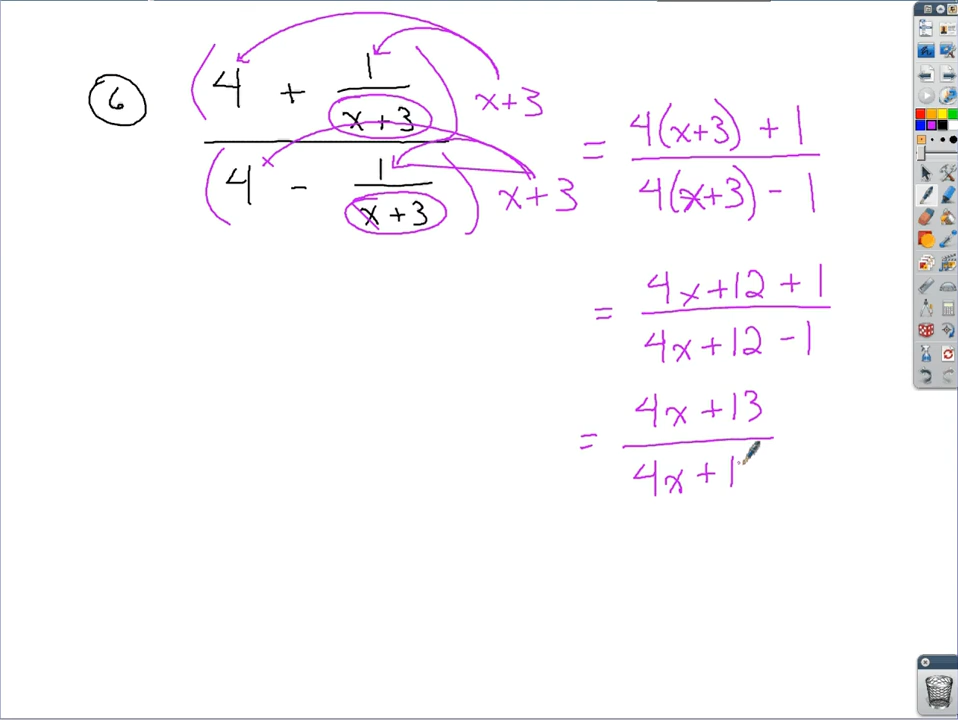 6
(4 + 1/(x+3)) x+3
(4 - 1/(x+3)) x+3
= (4(x+3) + 1)/(4(x+3) - 1)
= (4x+12+1)/(4x+12-1)
= (4x+13)/(4x+1